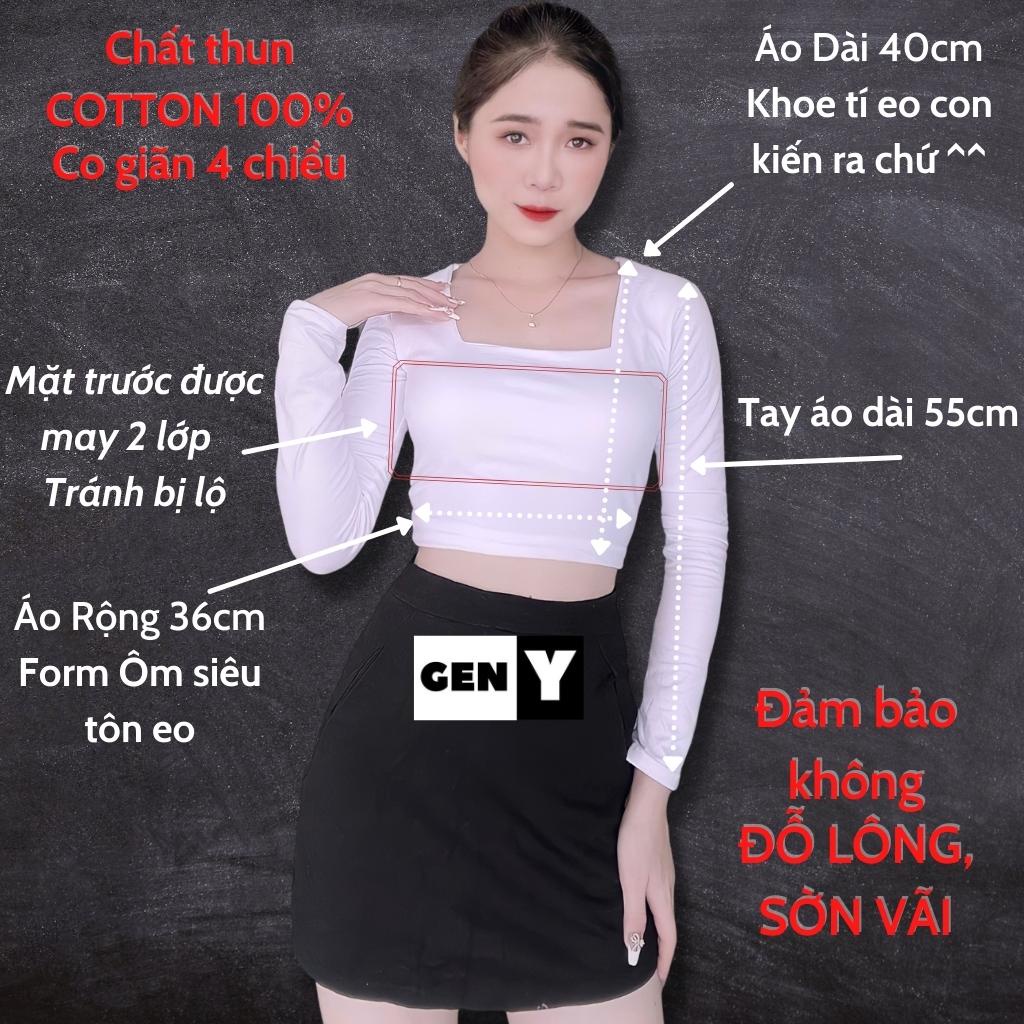 Chất thun
COTTON 100%
Co giãn 4 chiều
Áo Dài 40cm
Khoe tí eo con
kiến ra chứ ^^
Mặt trước được
may 2 lớp
Tránh bị lộ
Tay áo dài 55cm
Áo Rộng 36cm
Form Ôm siêu
tôn eo
GEN Y
Đảm bảo
không
ĐỖ LÔNG,
SỜN VÃI